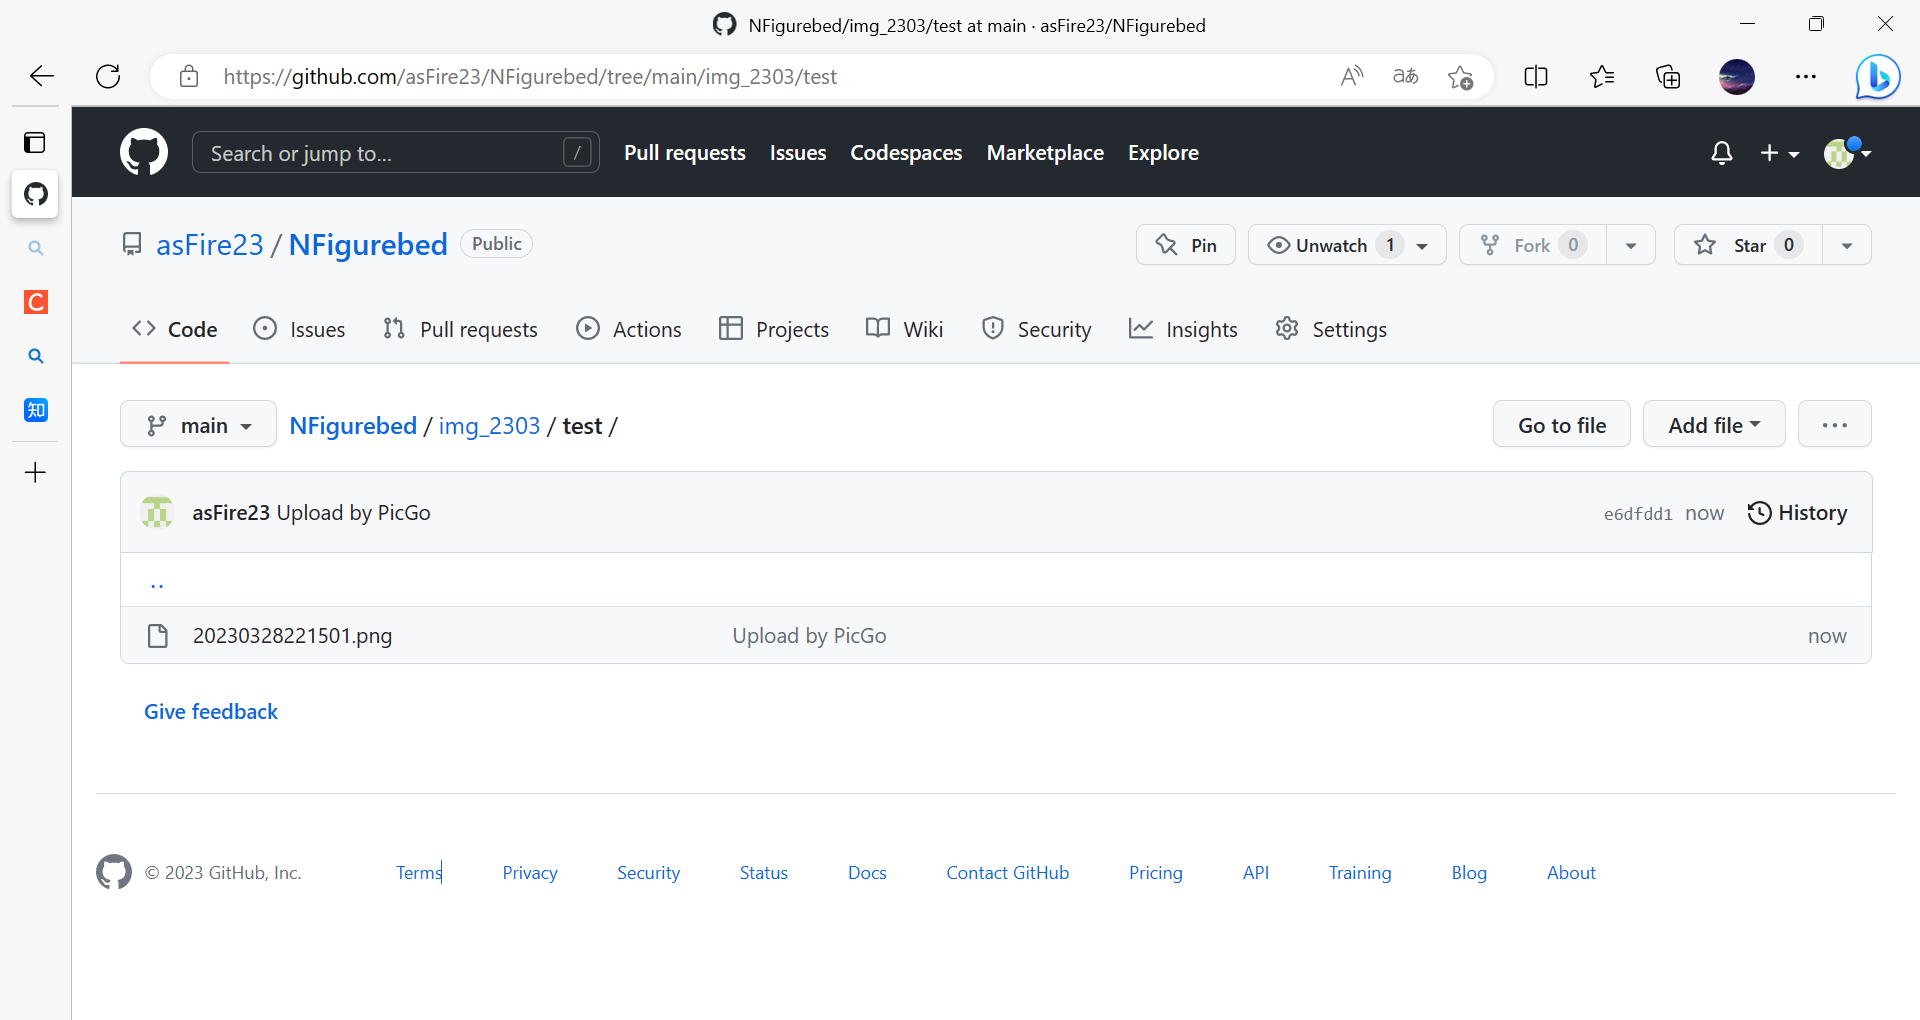 NFigurebed/img_2303/test at main · asFire23/NFigurebed
https://github.com/asFire23/NFigurebed/tree/main/img_2303/test
Search or jump to... /
Pull requests Issues Codespaces Marketplace Explore
asFire23 / NFigurebed Public
Pin Unwatch 1 Fork 0 Star 0
Code Issues Pull requests Actions Projects Wiki Security Insights Settings
main NFigurebed / img_2303 / test /
Go to file Add file ...
asFire23 Upload by PicGo e6dfdd1 now History
..
20230328221501.png Upload by PicGo now
Give feedback
© 2023 GitHub, Inc. Terms Privacy Security Status Docs Contact GitHub Pricing API Training Blog About
C
知